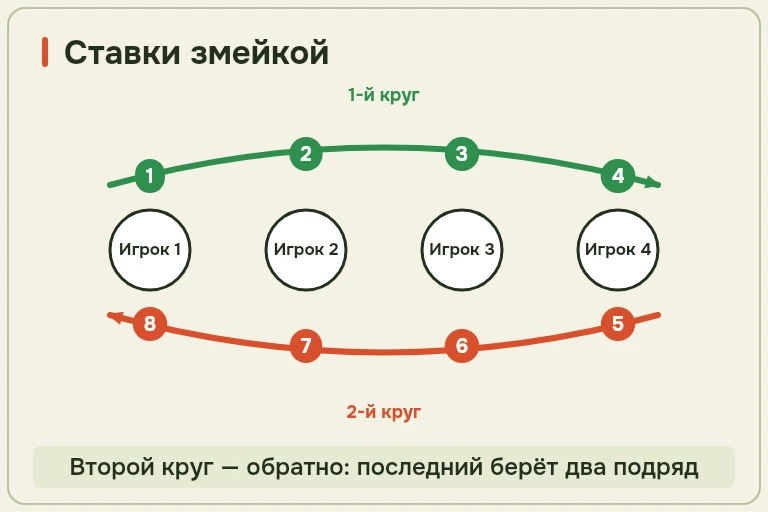 Ставки змейкой
1-й круг
1 2 3 4
Игрок 1 Игрок 2 Игрок 3 Игрок 4
8 7 6 5
2-й круг
Второй круг — обратно: последний берёт два подряд